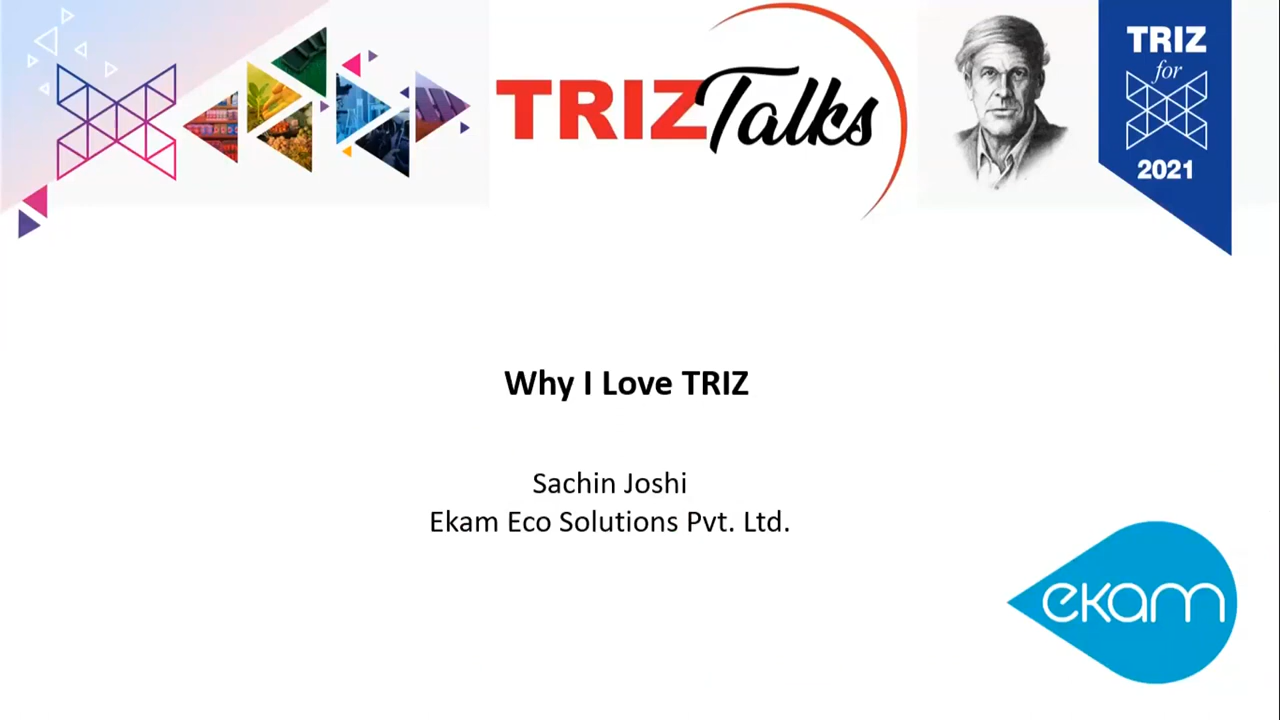 TRIZ Talks
TRIZ
for
2021
Why I Love TRIZ
Sachin Joshi
Ekam Eco Solutions Pvt. Ltd.
ekam